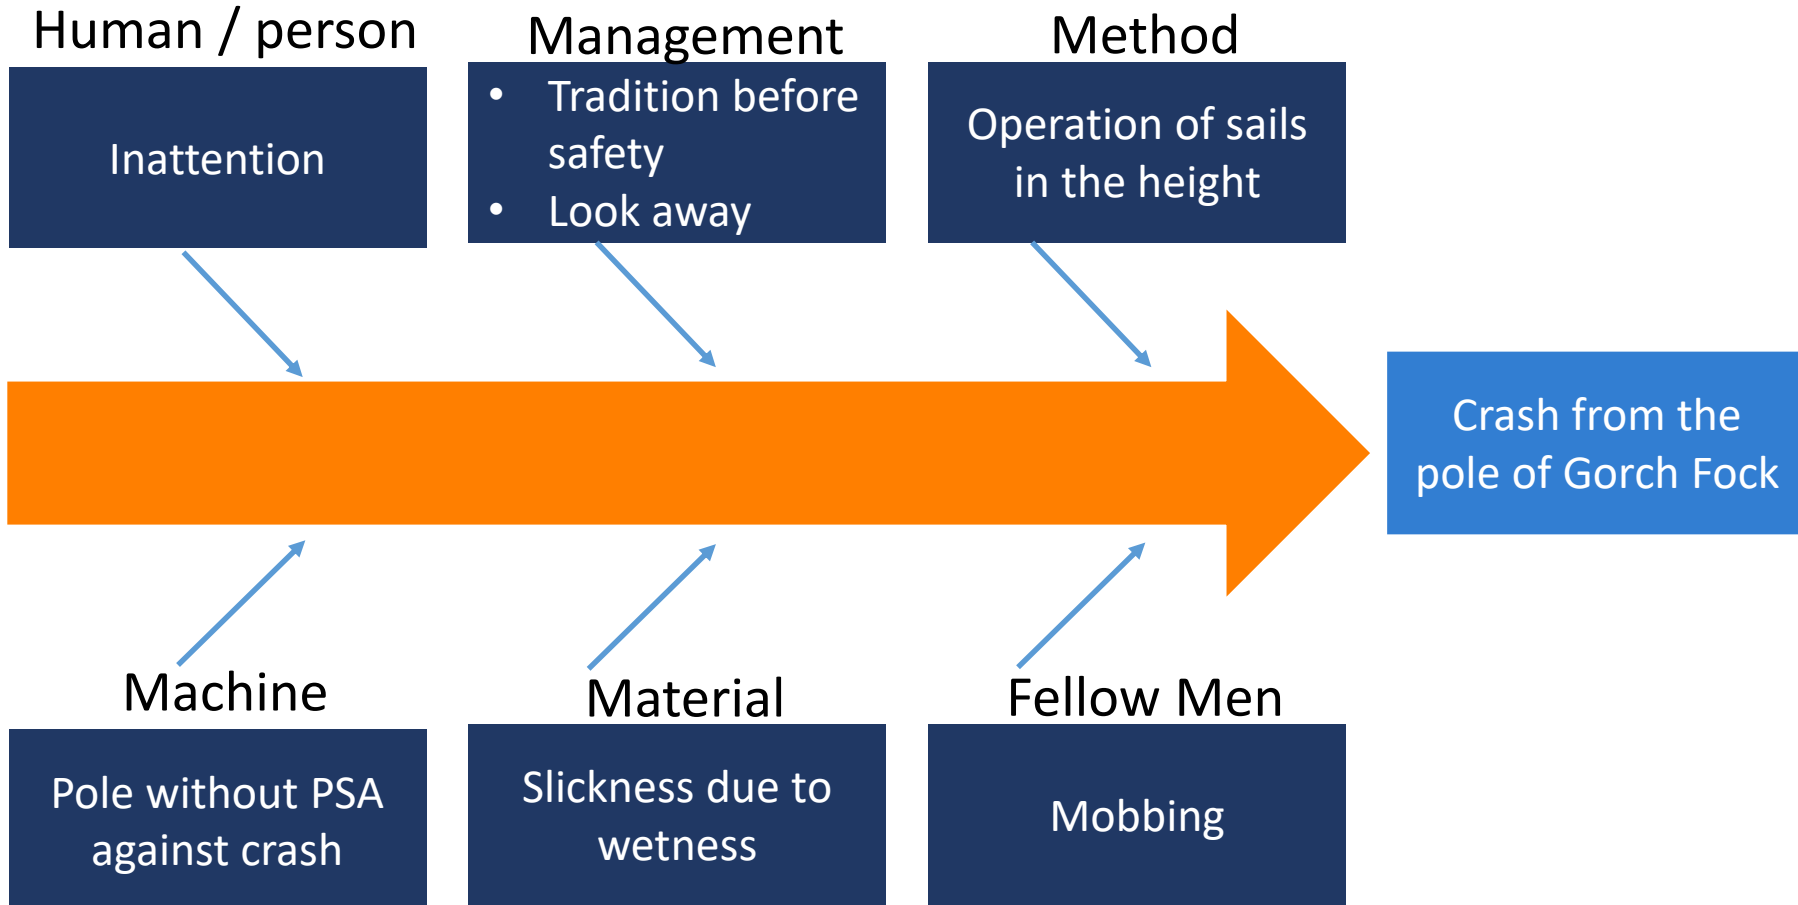 Human / person
Inattention
Management
• Tradition before
safety
• Look away
Method
Operation of sails
in the height
Crash from the
pole of Gorch Fock
Machine
Pole without PSA
against crash
Material
Slickness due to
wetness
Fellow Men
Mobbing